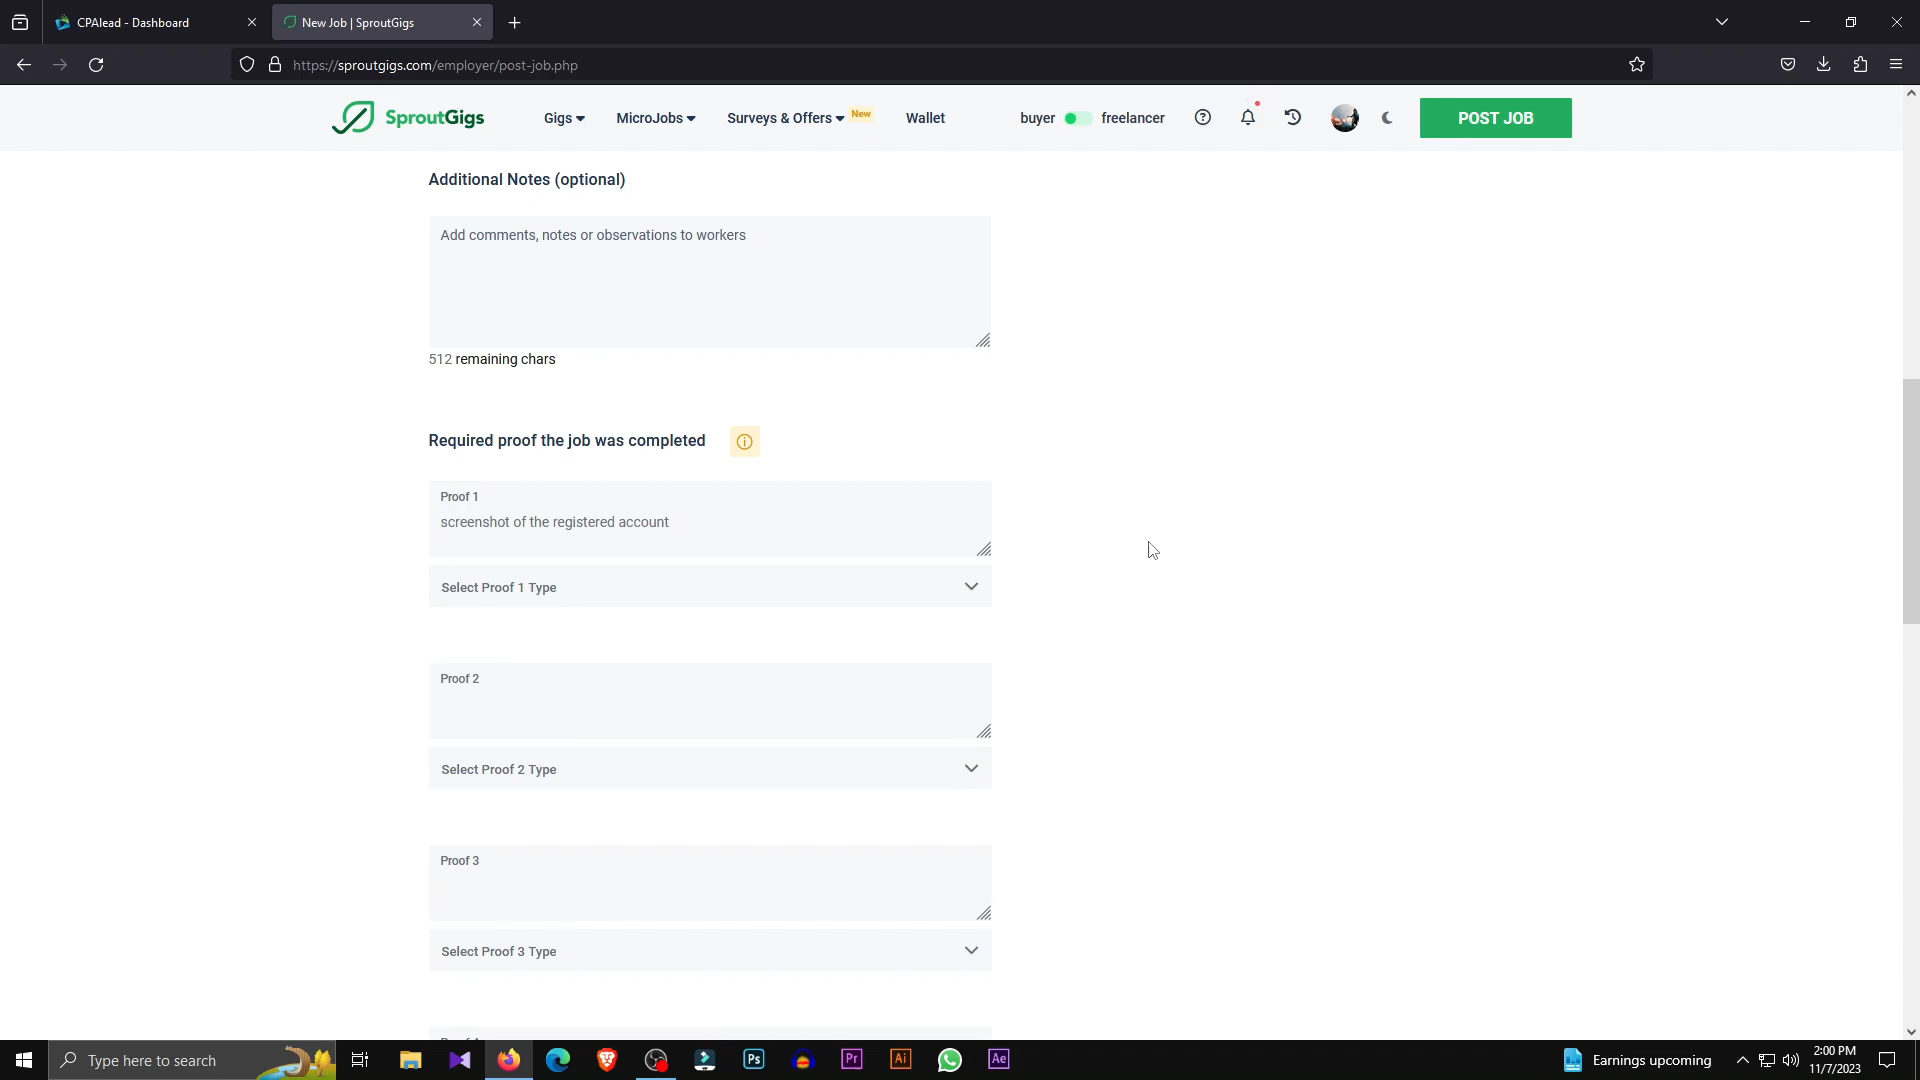 CPAlead - Dashboard
New Job | SproutGigs
https://sproutgigs.com/employer/post-job.php
SproutGigs
Gigs
MicroJobs
Surveys & Offers
New
Wallet
buyer
freelancer
POST JOB
Additional Notes (optional)
Add comments, notes or observations to workers
512 remaining chars
Required proof the job was completed
Proof 1
screenshot of the registered account
Select Proof 1 Type
Proof 2
Select Proof 2 Type
Proof 3
Select Proof 3 Type
Type here to search
Ps
Pr
Ai
Ae
Earnings upcoming
2:00 PM
11/7/2023